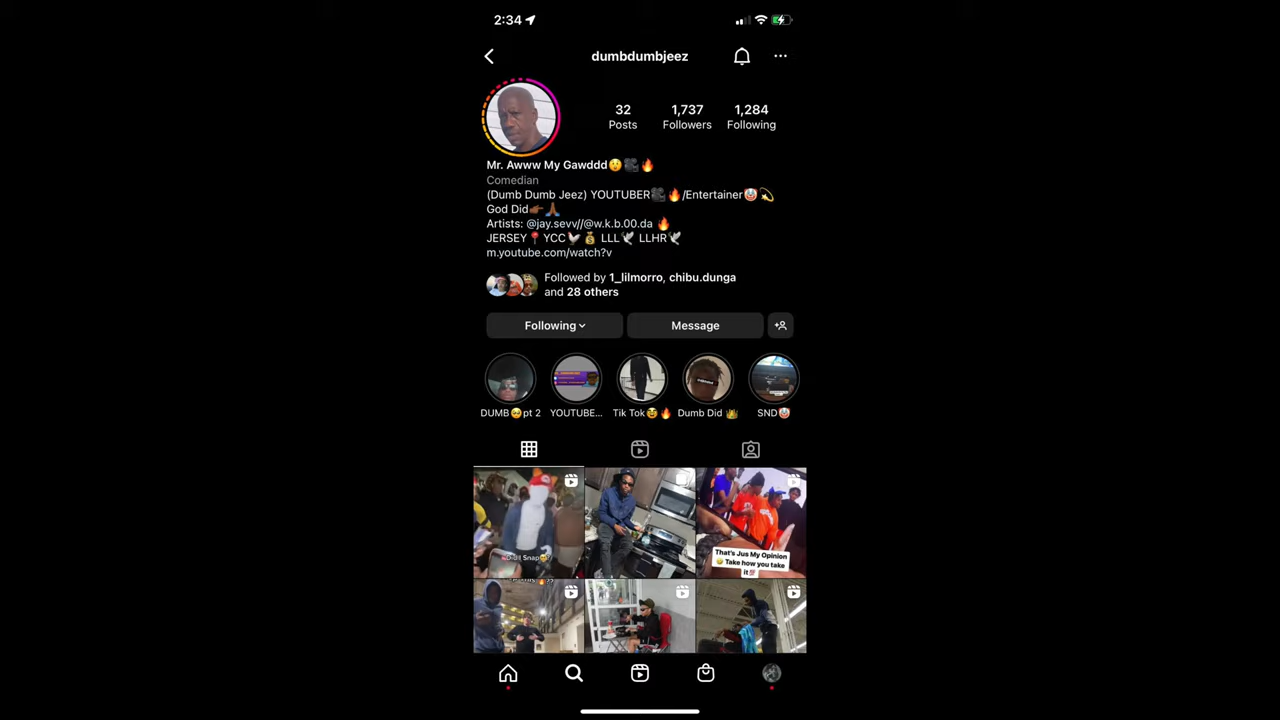 2:34
dumbdumbjeez
32
Posts
1,737
Followers
1,284
Following
Mr. Awww My Gawddd😲🎥🔥
Comedian
(Dumb Dumb Jeez) YOUTUBER🎥🔥/Entertainer🤡💫
God Did👉🏾🙏🏾
Artists: @jay.sevv//@w.k.b.00.da 🔥
JERSEY📍YCC🕊💰 LLL🕊 LLHR🕊
m.youtube.com/watch?v
Followed by 1_lilmorro, chibu.dunga
and 28 others
Following
Message
DUMB🥺pt 2
YOUTUBE...
Tik Tok😍🔥
Dumb Did 👑
SND🤡
Did I Snap
That's Jus My Opinion
🤣 Take how you take
it💯